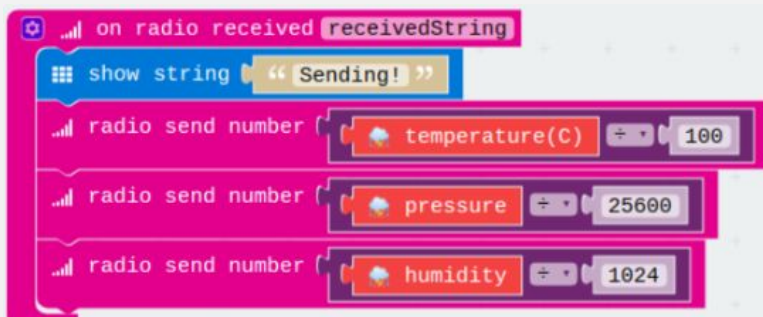 on radio received receivedString
show string “ Sending! ”
radio send number temperature(C) ÷ 100
radio send number pressure ÷ 25600
radio send number humidity ÷ 1024